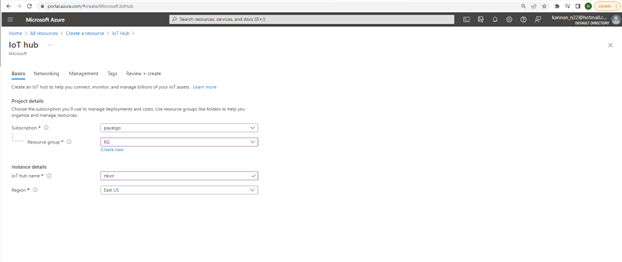 portal.azure.com/#create/Microsoft.IotHub
Microsoft Azure
Search resources, services, and docs (G+/)
kannan_n22@hotmail.c...
DEFAULT DIRECTORY
Home > All resources > Create a resource > IoT Hub >
IoT hub ...
Microsoft
Basics Networking Management Tags Review + create
Create an IoT hub to help you connect, monitor, and manage billions of your IoT assets. Learn more
Project details
Choose the subscription you'll use to manage deployments and costs. Use resource groups like folders to help you
organize and manage resources.
Subscription * payasgo
Resource group * RG
Create new
Instance details
IoT hub name *
Region * East US